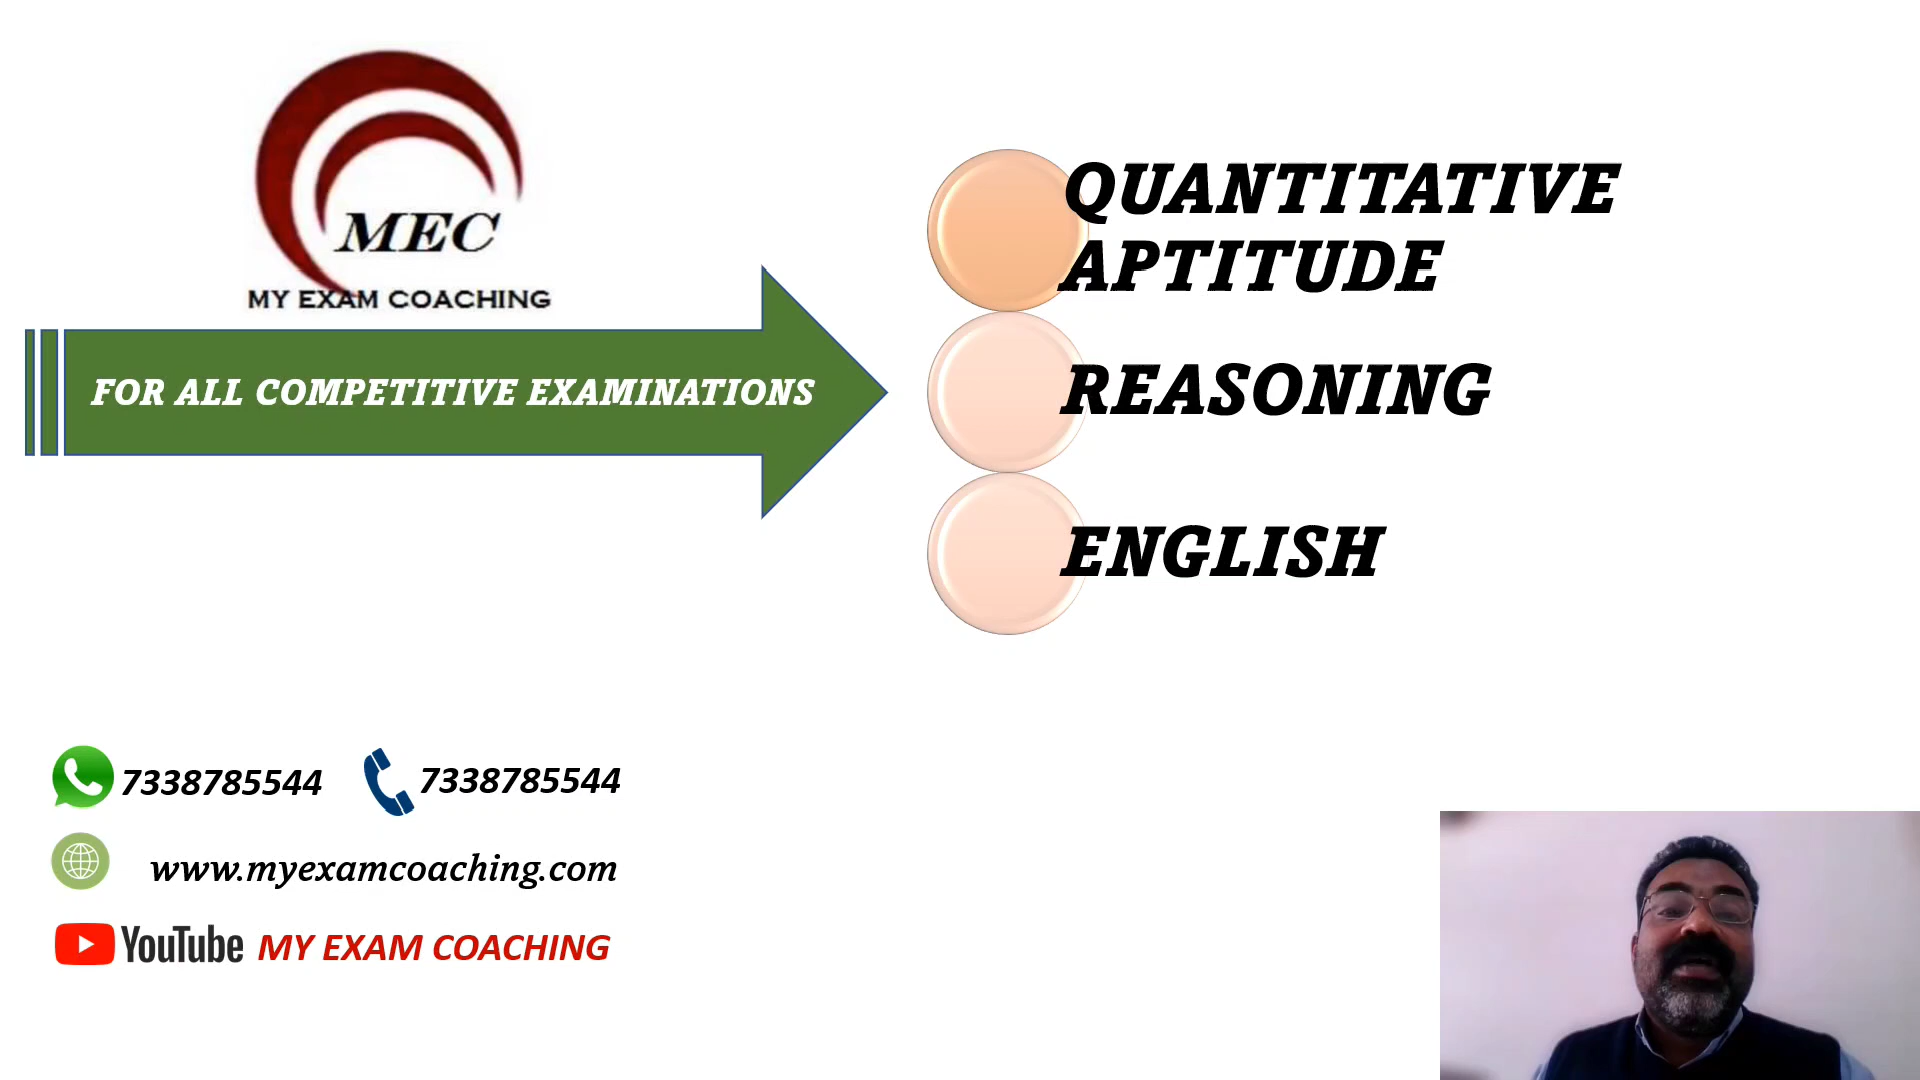 MEC
MY EXAM COACHING
FOR ALL COMPETITIVE EXAMINATIONS
QUANTITATIVE
APTITUDE
REASONING
ENGLISH
7338785544
7338785544
www.myexamcoaching.com
YouTube MY EXAM COACHING